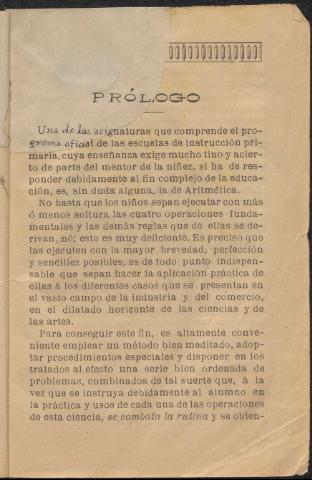 PRÓLOGO
Una de las asignaturas que comprende el pro-
grama oficial de las escuelas de instrucción pri-
maria, cuya enseñanza exige mucho tino y acier-
to de parte del mentor de la niñez, si ha de res-
ponder debidamente al fin complejo de la educa-
ción, es, sin duda alguna, la de Aritmética.
No basta que los niños sepan ejecutar con más
ó menos soltura las cuatro operaciones funda-
mentales y las demás reglas que de ellas se de-
rivan, nó; esto es muy deficiente. Es preciso que
las ejecuten con la mayor brevedad, perfección
y sencillez posibles; es de todo punto indispen-
sable que sepan hacer la aplicación práctica de
ellas á los diferentes casos que se presentan en
el vasto campo de la industria y del comercio,
en el dilatado horizonte de las ciencias y de
las artes.
Para conseguir este fin, es altamente conve-
niente emplear un método bien meditado, adop-
tar procedimientos especiales y disponer en los
tratados al efecto una serie bien ordenada de
problemas, combinados de tal suerte que, á la
vez que se instruya debidamente al alumno en
la práctica y usos de cada una de las operaciones
de esta ciencia, se combata la rutina y se obten-